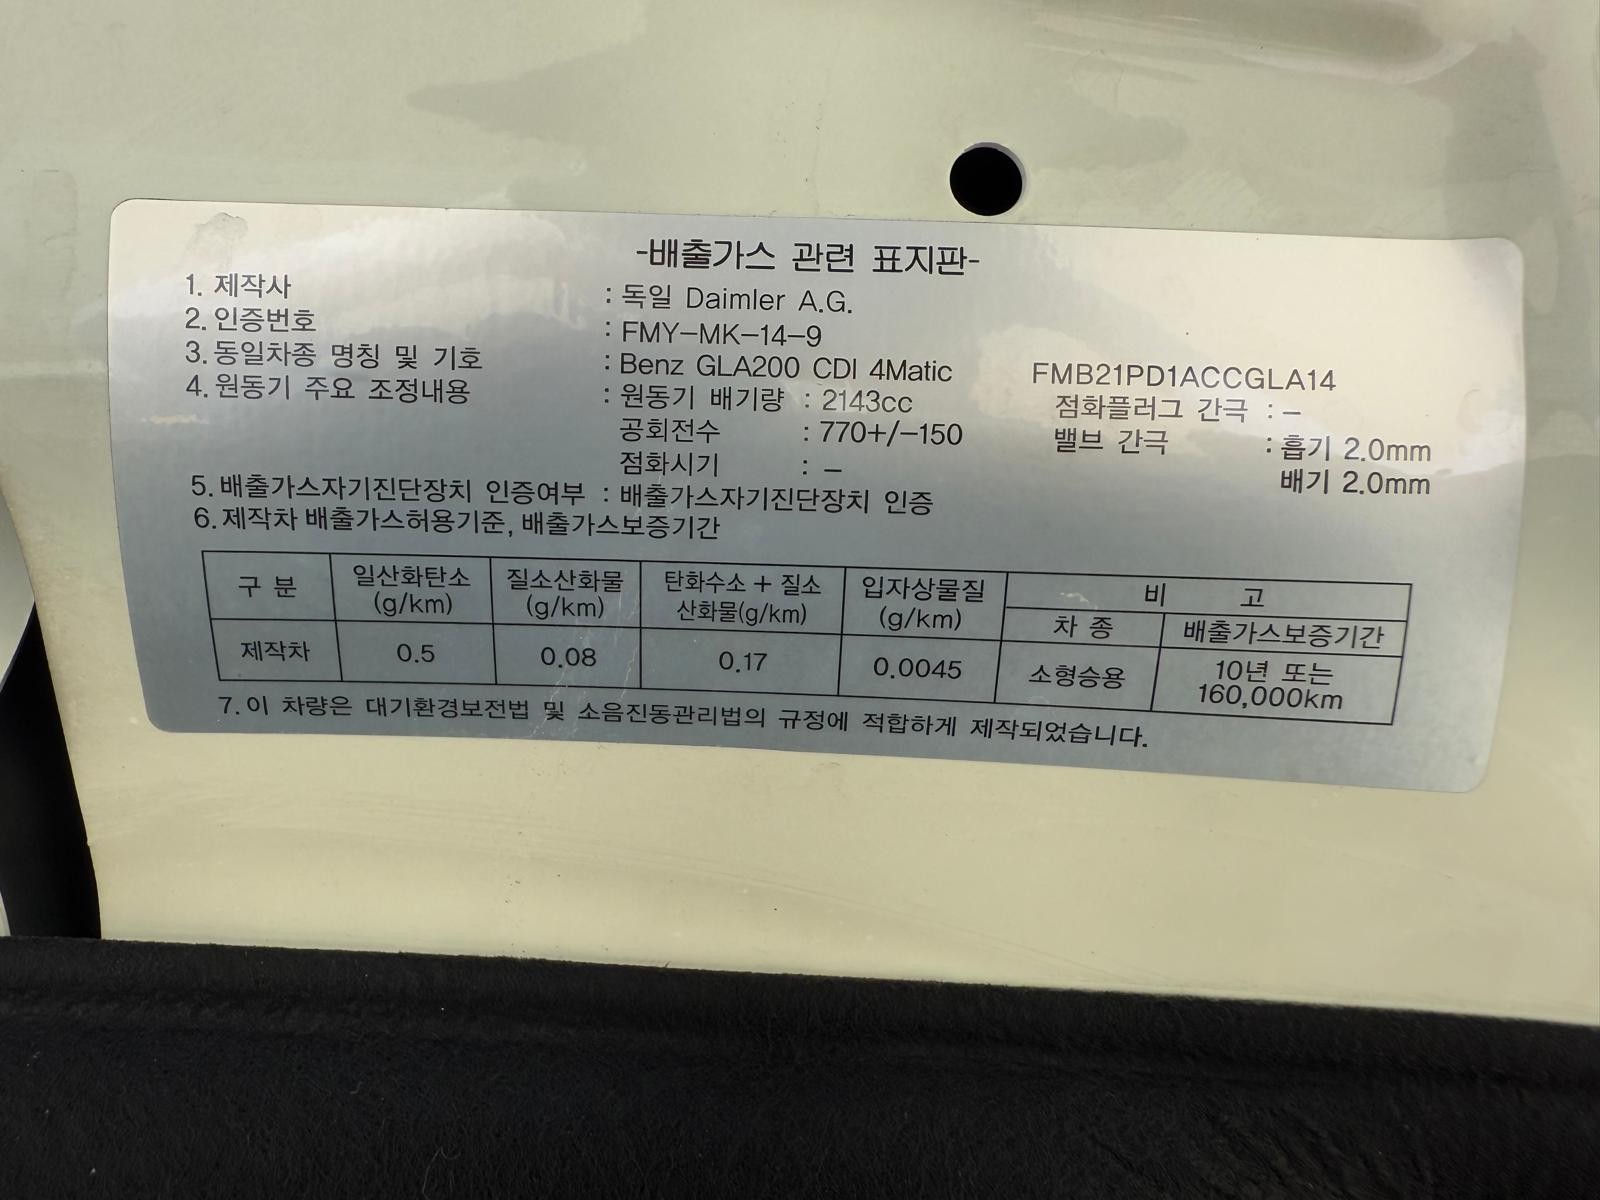 -배출가스 관련 표지판-
1. 제작사 : 독일 Daimler A.G.
2. 인증번호 : FMY-MK-14-9
3. 동일차종 명칭 및 기호 : Benz GLA200 CDI 4Matic FMB21PD1ACCGLA14
4. 원동기 주요 조정내용 : 원동기 배기량 : 2143cc 점화플러그 간극 : -
공회전수 : 770+/-150 밸브 간극 : 흡기 2.0mm
점화시기 : - 배기 2.0mm
5. 배출가스자기진단장치 인증여부 : 배출가스자기진단장치 인증
6. 제작차 배출가스허용기준, 배출가스보증기간
구 분 일산화탄소 (g/km) 질소산화물 (g/km) 탄화수소 + 질소 산화물(g/km) 입자상물질 (g/km) 비 고
차 종 배출가스보증기간
제작차 0.5 0.08 0.17 0.0045 소형승용 10년 또는 160,000km
7. 이 차량은 대기환경보전법 및 소음진동관리법의 규정에 적합하게 제작되었습니다.